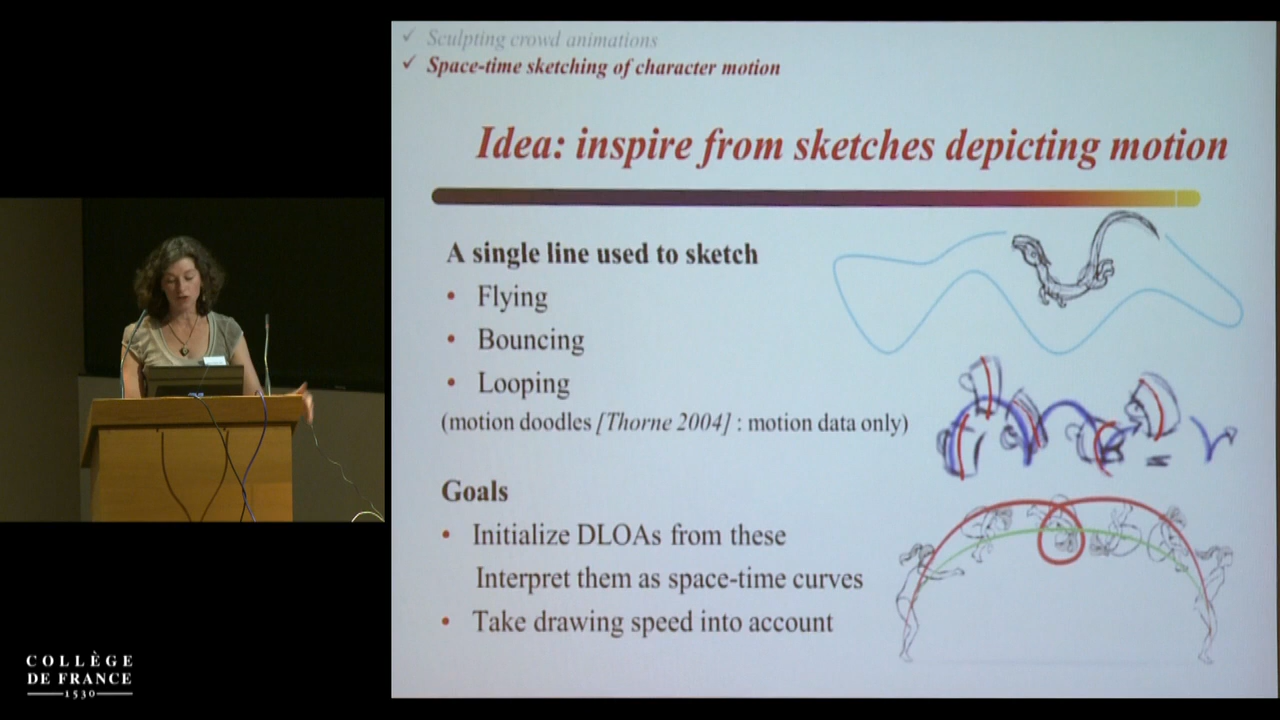 ✓ Sculpting crowd animations
✓ Space-time sketching of character motion
Idea: inspire from sketches depicting motion
A single line used to sketch
• Flying
• Bouncing
• Looping
(motion doodles [Thorne 2004] : motion data only)
Goals
• Initialize DLOAs from these
Interpret them as space-time curves
• Take drawing speed into account
COLLÈGE
DE FRANCE
1530